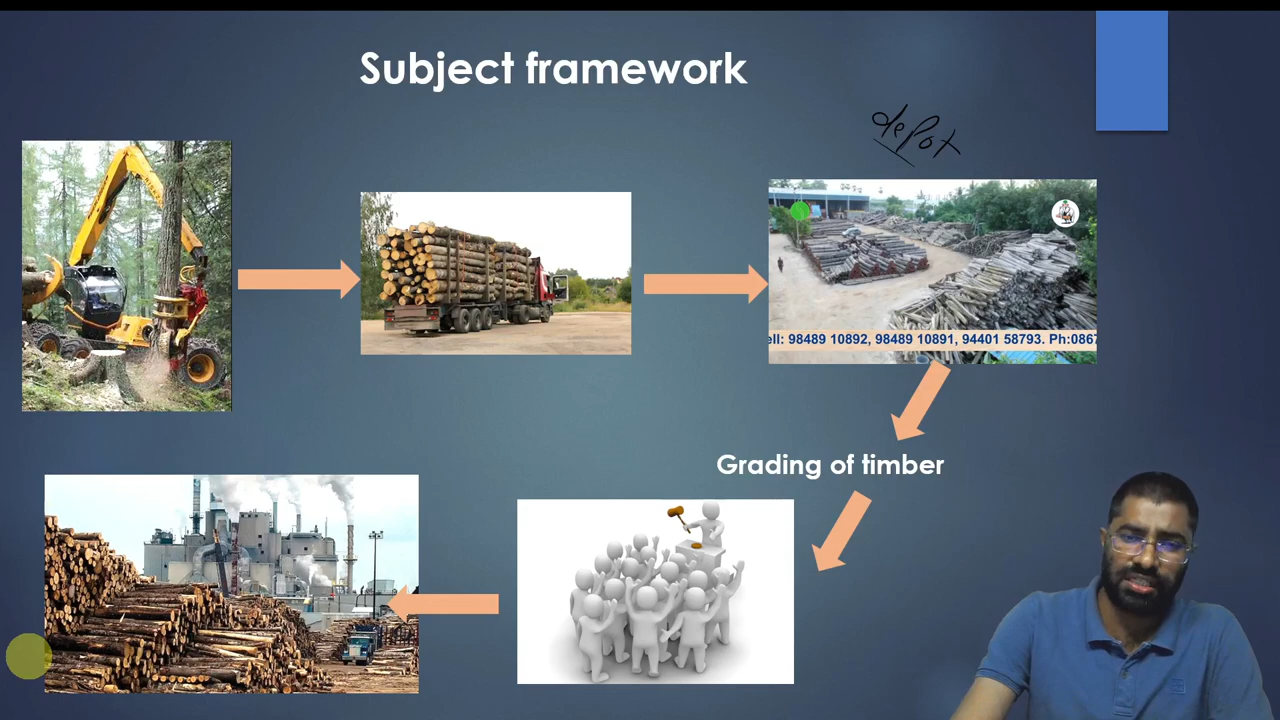 Subject framework
depot
ell: 98489 10892, 98489 10891, 94401 58793. Ph:0867
Grading of timber